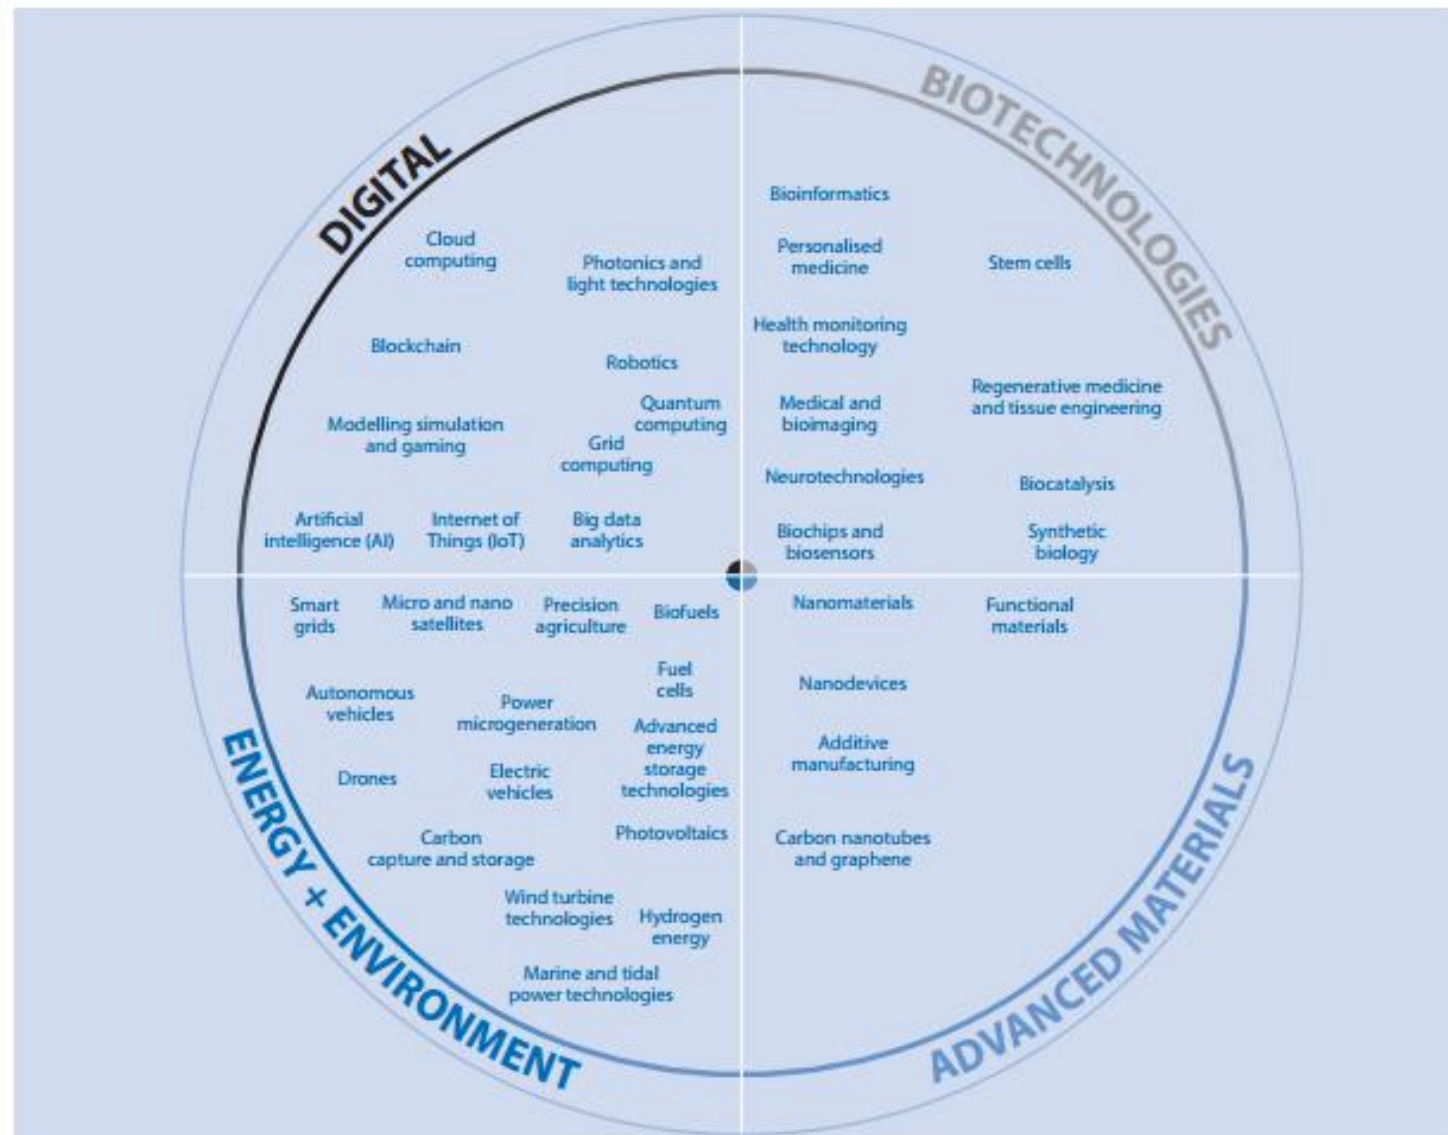 DIGITAL
Cloud
computing
Photonics and
light technologies
Blockchain
Robotics
Quantum
computing
Modelling simulation
and gaming
Grid
computing
Artificial
intelligence (AI)
Internet of
Things (IoT)
Big data
analytics
BIOTECHNOLOGIES
Bioinformatics
Personalised
medicine
Stem cells
Health monitoring
technology
Regenerative medicine
and tissue engineering
Medical and
bioimaging
Neurotechnologies
Biocatalysis
Biochips and
biosensors
Synthetic
biology
ENERGY + ENVIRONMENT
Smart
grids
Micro and nano
satellites
Precision
agriculture
Biofuels
Fuel
cells
Autonomous
vehicles
Power
microgeneration
Advanced
energy
storage
technologies
Drones
Electric
vehicles
Carbon
capture and storage
Photovoltaics
Wind turbine
technologies
Hydrogen
energy
Marine and tidal
power technologies
ADVANCED MATERIALS
Nanomaterials
Functional
materials
Nanodevices
Additive
manufacturing
Carbon nanotubes
and graphene